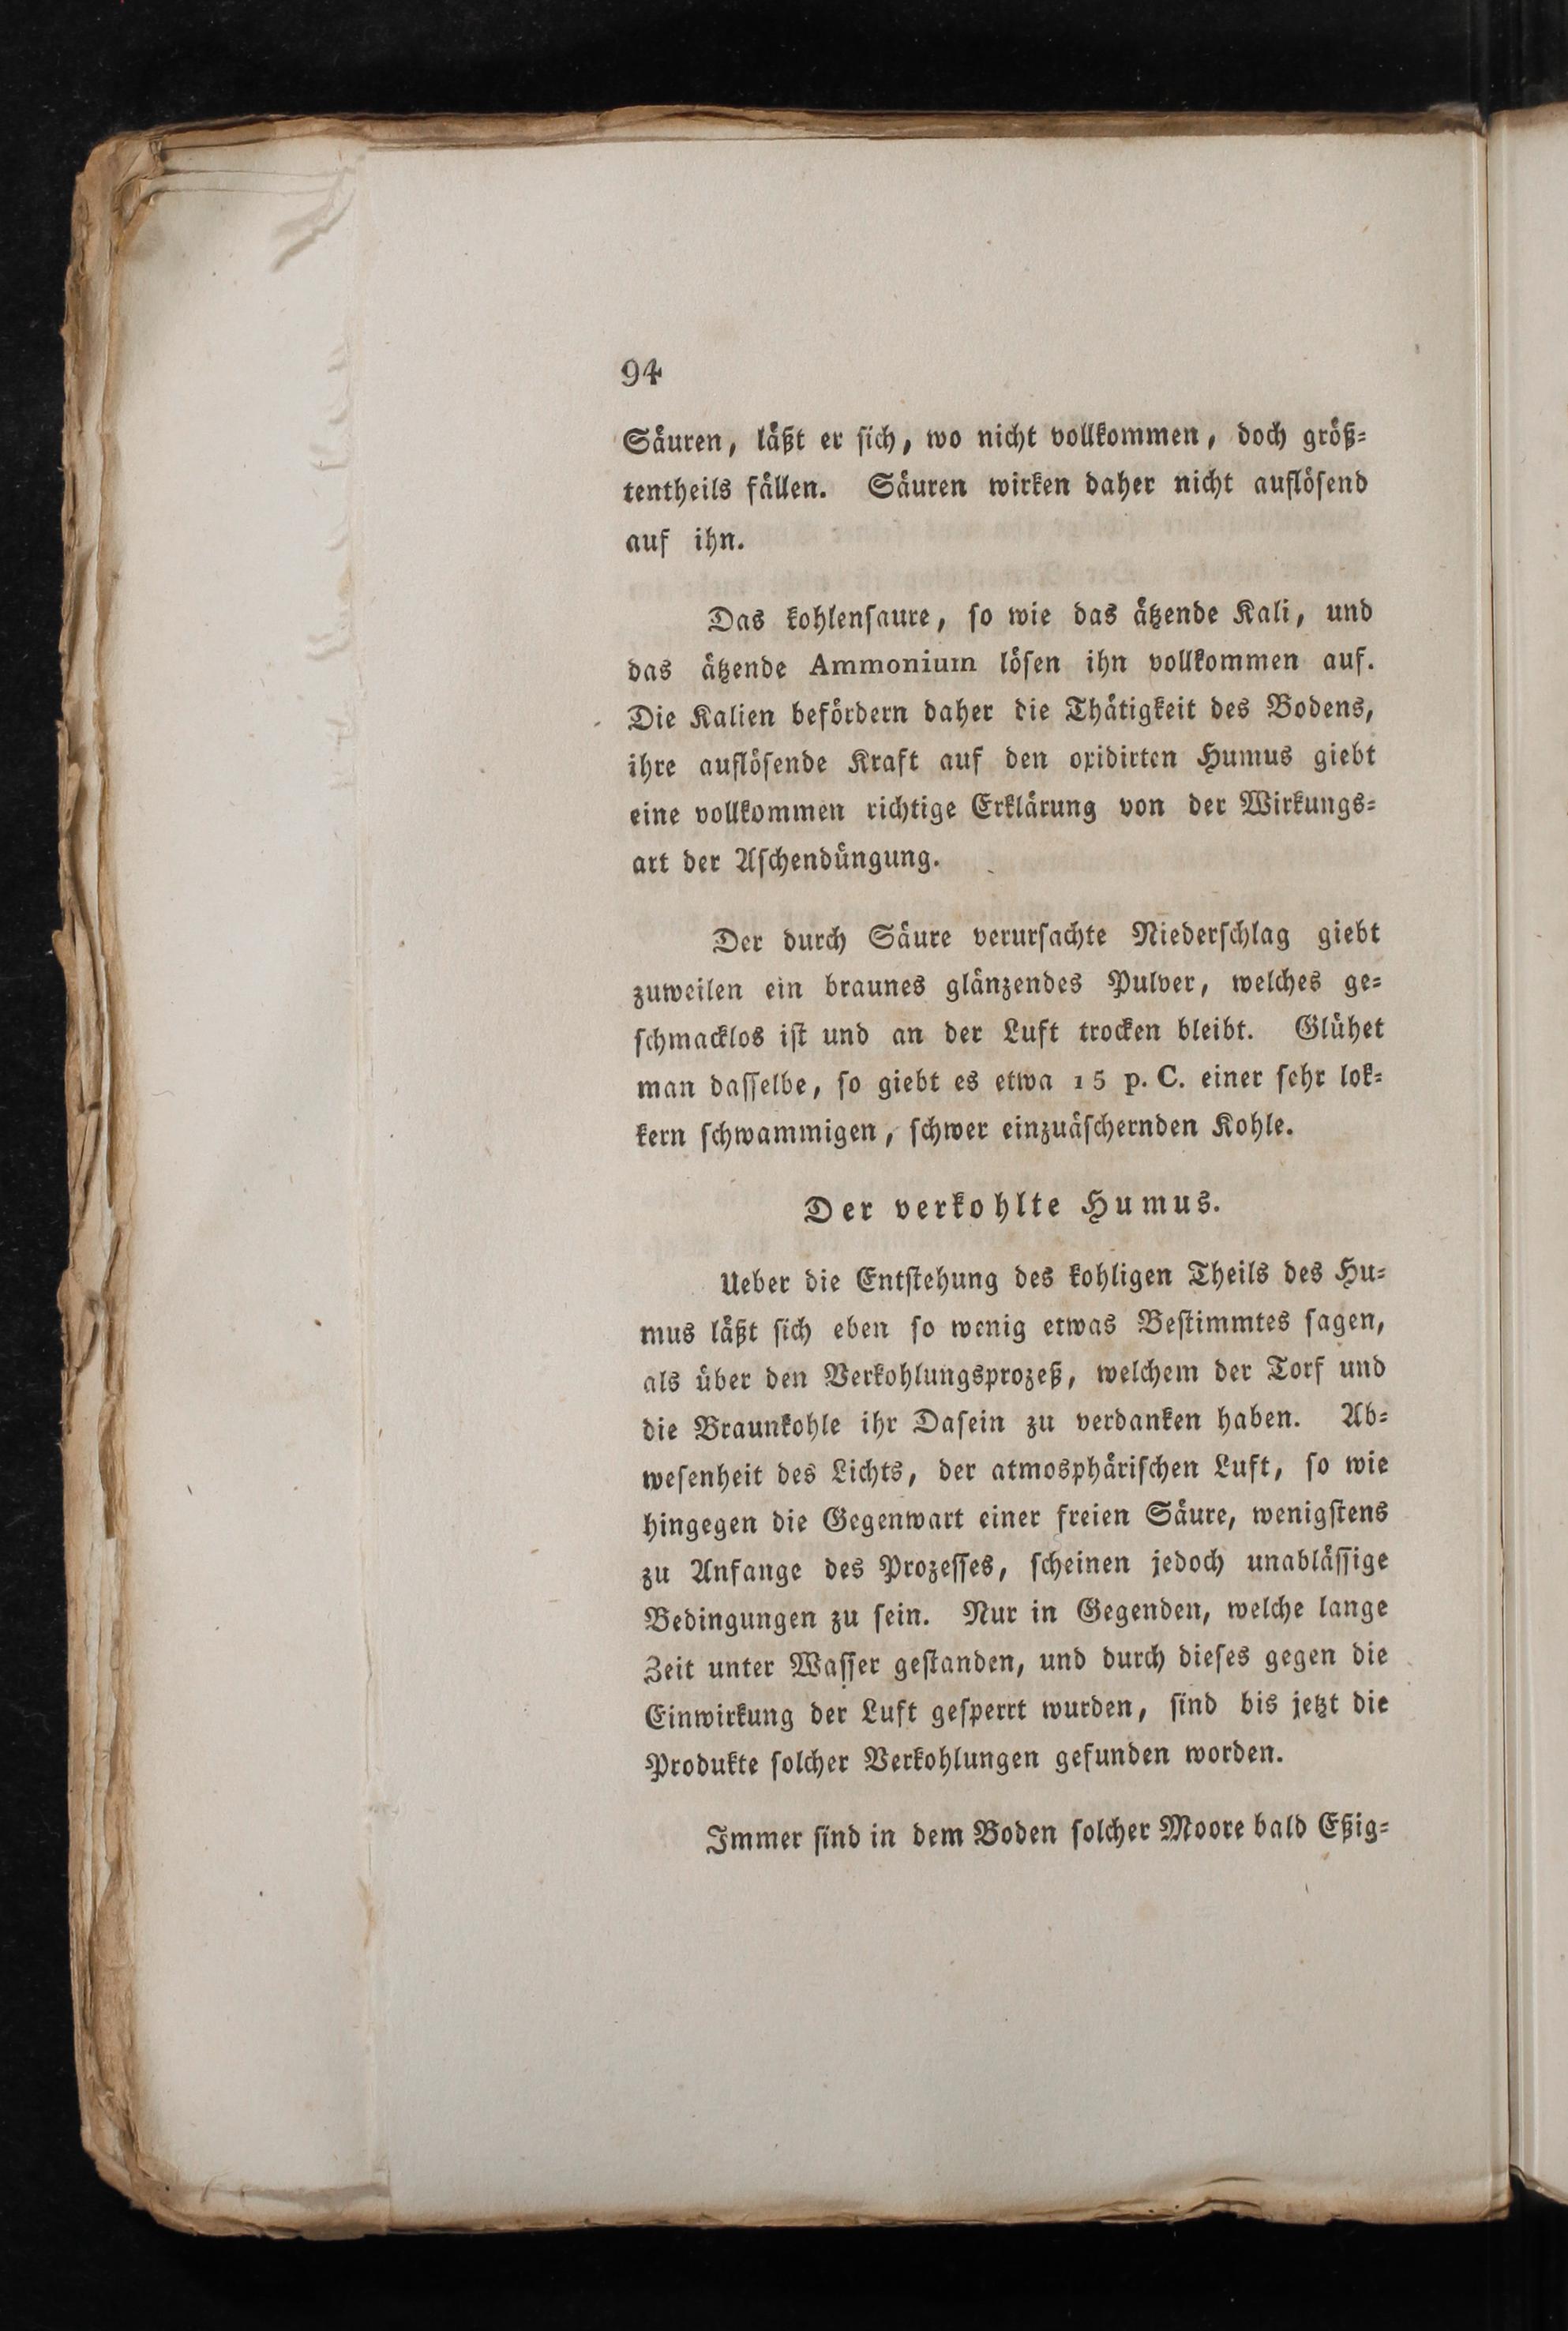 94
Säuren, läßt er ſich, wo nicht vollkommen, doch größ⸗
tentheils fällen. Säuren wirken daher nicht auflöſend
auf ihn.
Das kohlenſaure, ſo wie das ätzende Kali, und
das ätzende Ammonium löſen ihn vollkommen auf.
Die Kalien befördern daher die Thätigkeit des Bodens,
ihre auflöſende Kraft auf den oxidirten Humus giebt
eine vollkommen richtige Erklärung von der Wirkungs⸗
art der Aſchendüngung.
Der durch Säure verurſachte Niederſchlag giebt
zuweilen ein braunes glänzendes Pulver, welches ge⸗
ſchmacklos iſt und an der Luft trocken bleibt. Glühet
man daſſelbe, ſo giebt es etwa 15 p. C. einer ſehr lok⸗
kern ſchwammigen, ſchwer einzuäſchernden Kohle.
Der verkohlte Humus.
Ueber die Entſtehung des kohligen Theils des Hu⸗
mus läßt ſich eben ſo wenig etwas Beſtimmtes ſagen,
als über den Verkohlungsprozeß, welchem der Torf und
die Braunkohle ihr Daſein zu verdanken haben. Ab⸗
weſenheit des Lichts, der atmosphäriſchen Luft, ſo wie
hingegen die Gegenwart einer freien Säure, wenigſtens
zu Anfange des Prozeſſes, ſcheinen jedoch unabläſſige
Bedingungen zu ſein. Nur in Gegenden, welche lange
Zeit unter Waſſer geſtanden, und durch dieſes gegen die
Einwirkung der Luft geſperrt wurden, ſind bis jetzt die
Produkte ſolcher Verkohlungen gefunden worden.
Immer ſind in dem Boden ſolcher Moore bald Eßig⸗